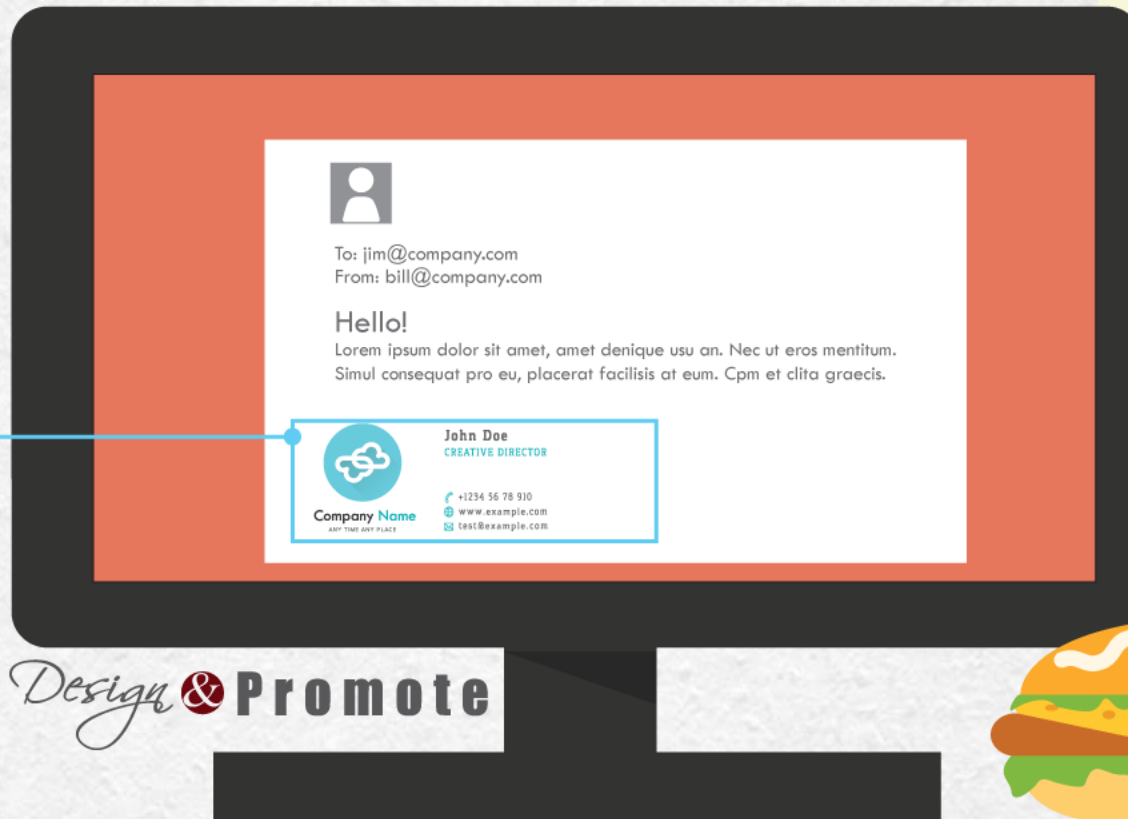 To: jim@company.com
From: bill@company.com
Hello!
Lorem ipsum dolor sit amet, amet denique usu an. Nec ut eros mentitum.
Simul consequat pro eu, placerat facilisis at eum. Cpm et clita graecis.
John Doe
CREATIVE DIRECTOR
+1234 56 78 910
www.example.com
test@example.com
Company Name
ANY TIME ANY PLACE
Design & Promote